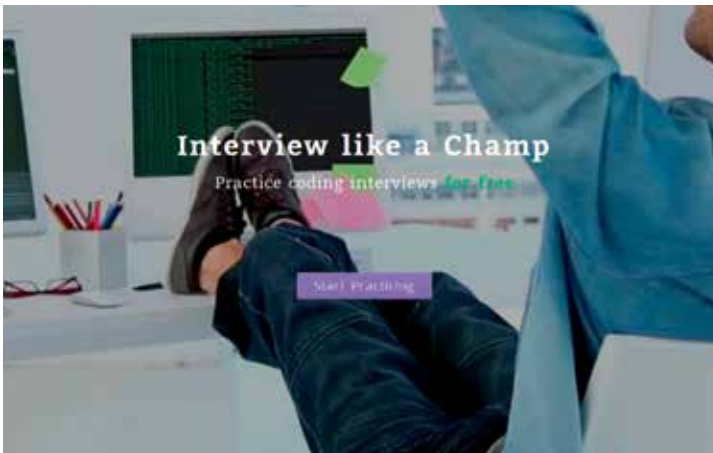 Interview like a Champ
Practice coding interviews for free
Start Practicing